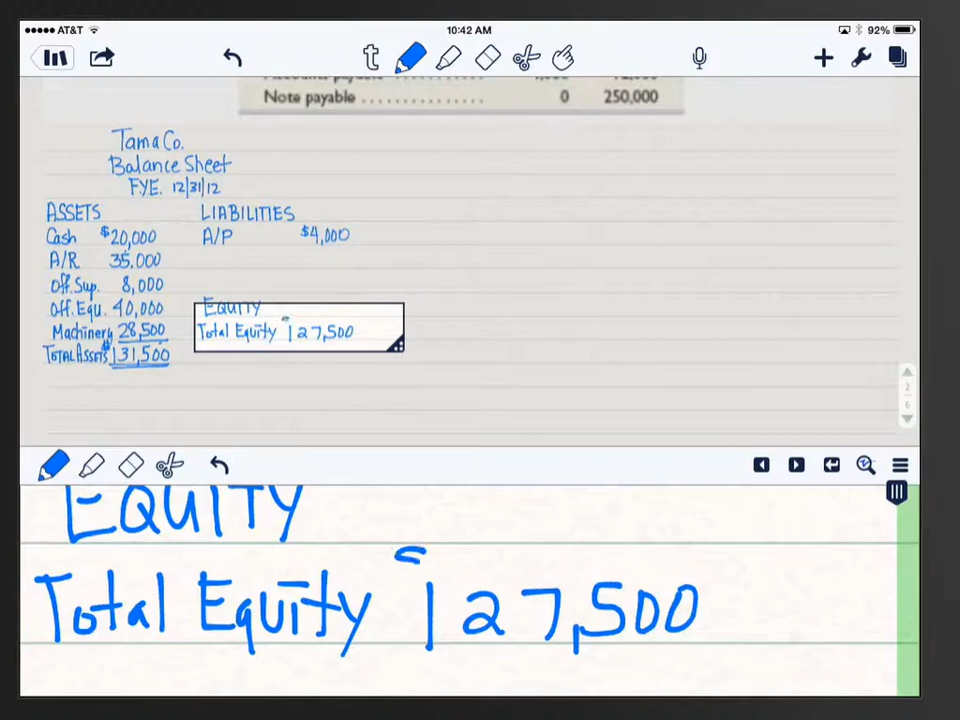 AT&T 10:42 AM 92%
t
Note payable .................... 0 250,000
Tama Co.
Balance Sheet
F.Y.E. 12/31/12
ASSETS LIABILITIES
Cash $20,000 A/P $4,000
A/R 35.000
Off. Sup. 8,000
Off. Equ. 40,000 EQUITY
Machinery 28,500 Total Equity 127,500
TOTAL ASSETS $131,500
2
6
EQUITY
Total Equity 127,500